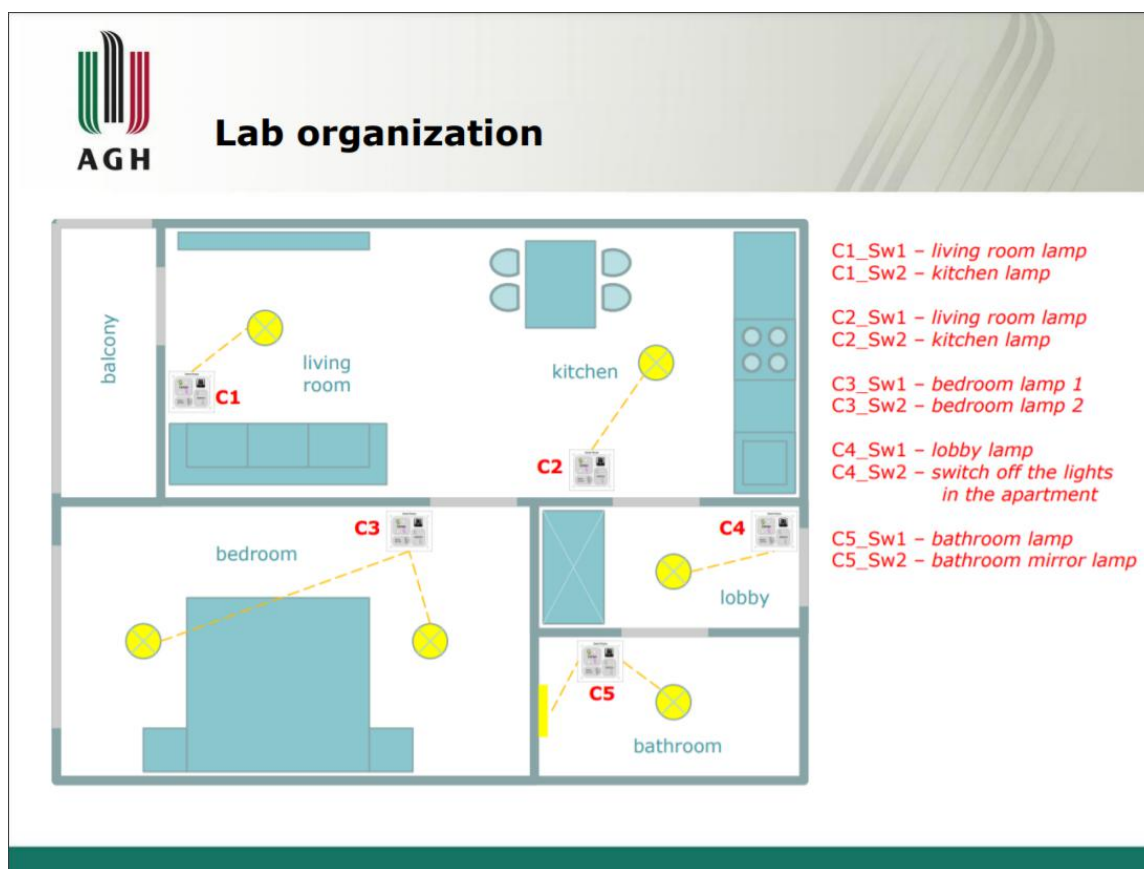 AGH
Lab organization
balcony
living
room
kitchen
C1
C2
C3
bedroom
C4
lobby
C5
bathroom
C1_Sw1 – living room lamp
C1_Sw2 – kitchen lamp
C2_Sw1 – living room lamp
C2_Sw2 – kitchen lamp
C3_Sw1 – bedroom lamp 1
C3_Sw2 – bedroom lamp 2
C4_Sw1 – lobby lamp
C4_Sw2 – switch off the lights
in the apartment
C5_Sw1 – bathroom lamp
C5_Sw2 – bathroom mirror lamp